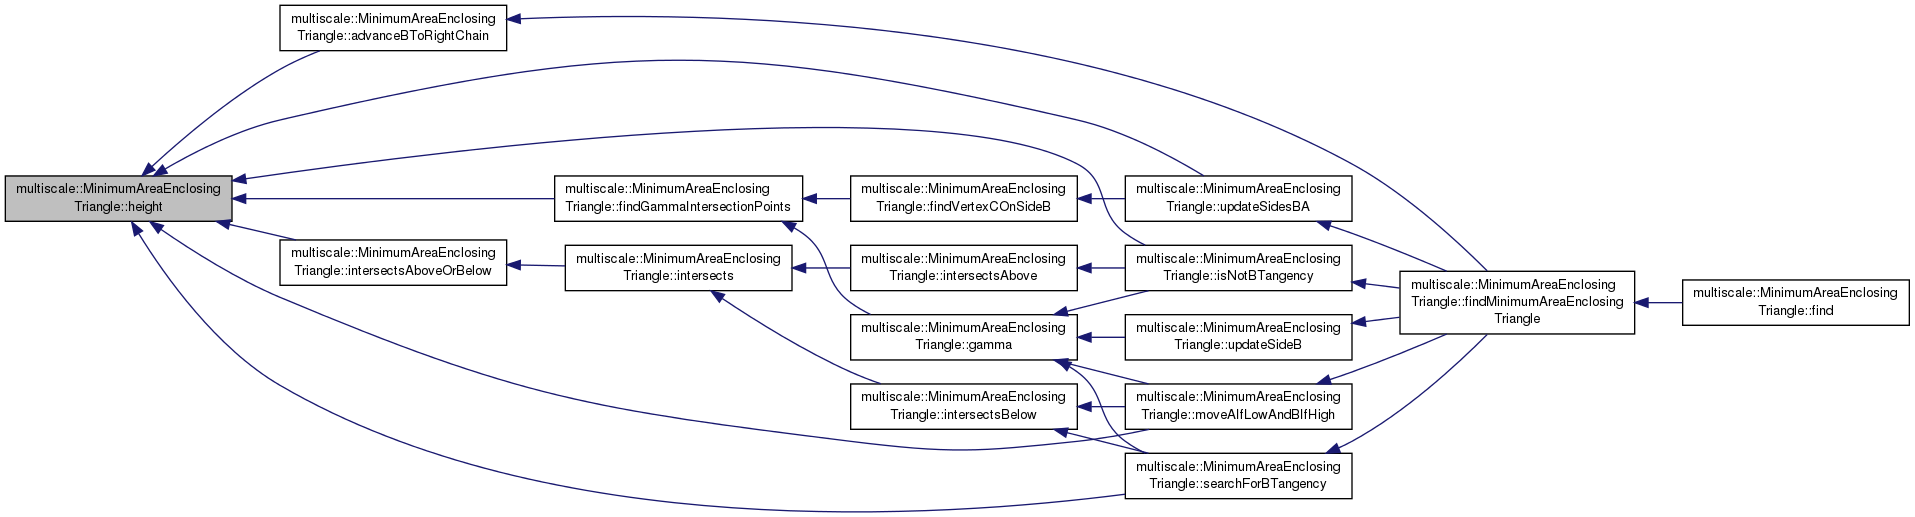 multiscale::MinimumAreaEnclosing
Triangle::advanceBToRightChain
multiscale::MinimumAreaEnclosing
Triangle::height
multiscale::MinimumAreaEnclosing
Triangle::findGammaIntersectionPoints
multiscale::MinimumAreaEnclosing
Triangle::findVertexCOnSideB
multiscale::MinimumAreaEnclosing
Triangle::updateSidesBA
multiscale::MinimumAreaEnclosing
Triangle::intersectsAboveOrBelow
multiscale::MinimumAreaEnclosing
Triangle::intersects
multiscale::MinimumAreaEnclosing
Triangle::intersectsAbove
multiscale::MinimumAreaEnclosing
Triangle::isNotBTangency
multiscale::MinimumAreaEnclosing
Triangle::findMinimumAreaEnclosing
Triangle
multiscale::MinimumAreaEnclosing
Triangle::find
multiscale::MinimumAreaEnclosing
Triangle::gamma
multiscale::MinimumAreaEnclosing
Triangle::updateSideB
multiscale::MinimumAreaEnclosing
Triangle::intersectsBelow
multiscale::MinimumAreaEnclosing
Triangle::moveAIfLowAndBIfHigh
multiscale::MinimumAreaEnclosing
Triangle::searchForBTangency